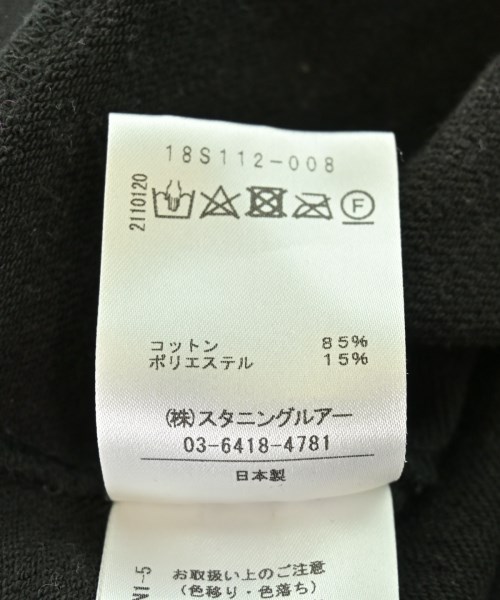 18S112-008
2110120
F
コットン 85%
ポリエステル 15%
(株)スタニングルアー
03-6418-4781
日本製
N1-5
お取扱い上のご注意
(色移り・色落ち)